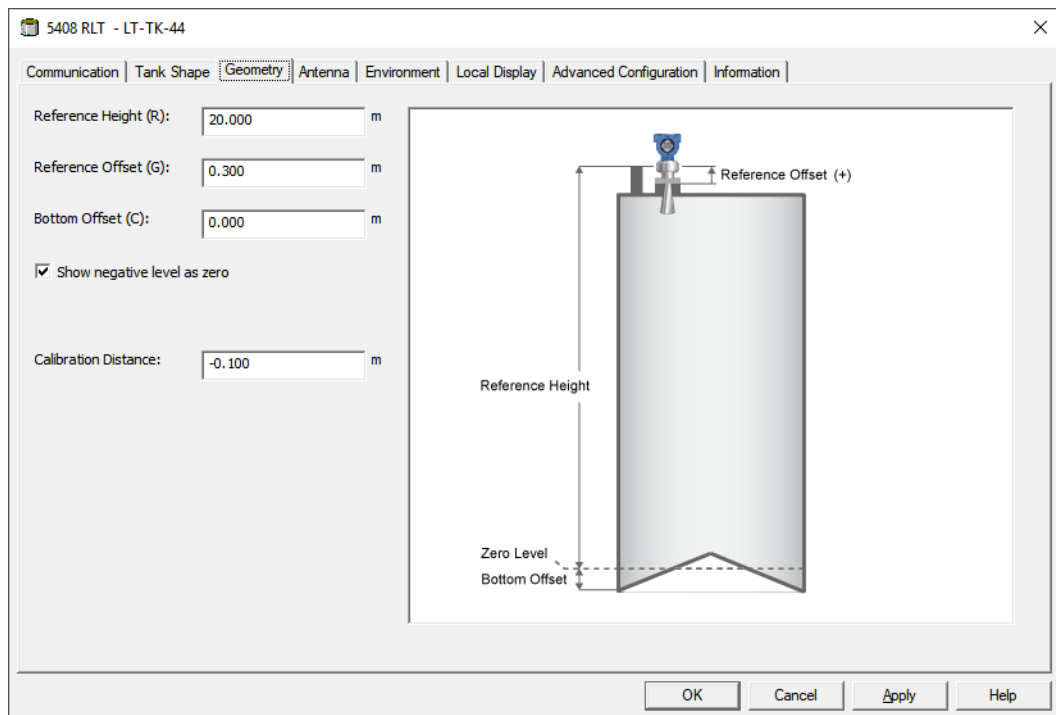 5408 RLT - LT-TK-44
Communication Tank Shape Geometry Antenna Environment Local Display Advanced Configuration Information
Reference Height (R): 20.000 m
Reference Offset (G): 0.300 m
Bottom Offset (C): 0.000 m
Show negative level as zero
Calibration Distance: -0.100 m
Reference Offset (+)
Reference Height
Zero Level
Bottom Offset
OK Cancel Apply Help